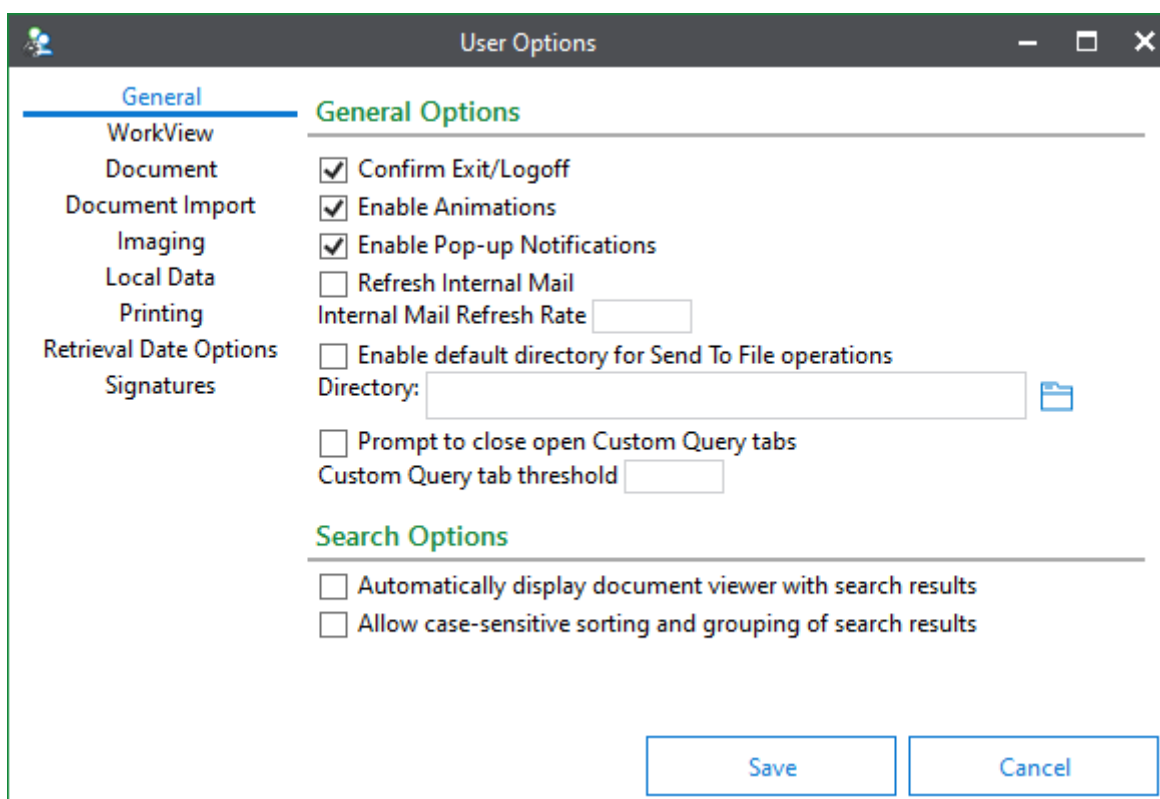 User Options
General
WorkView
Document
Document Import
Imaging
Local Data
Printing
Retrieval Date Options
Signatures
General Options
Confirm Exit/Logoff
Enable Animations
Enable Pop-up Notifications
Refresh Internal Mail
Internal Mail Refresh Rate
Enable default directory for Send To File operations
Directory:
Prompt to close open Custom Query tabs
Custom Query tab threshold
Search Options
Automatically display document viewer with search results
Allow case-sensitive sorting and grouping of search results
Save Cancel